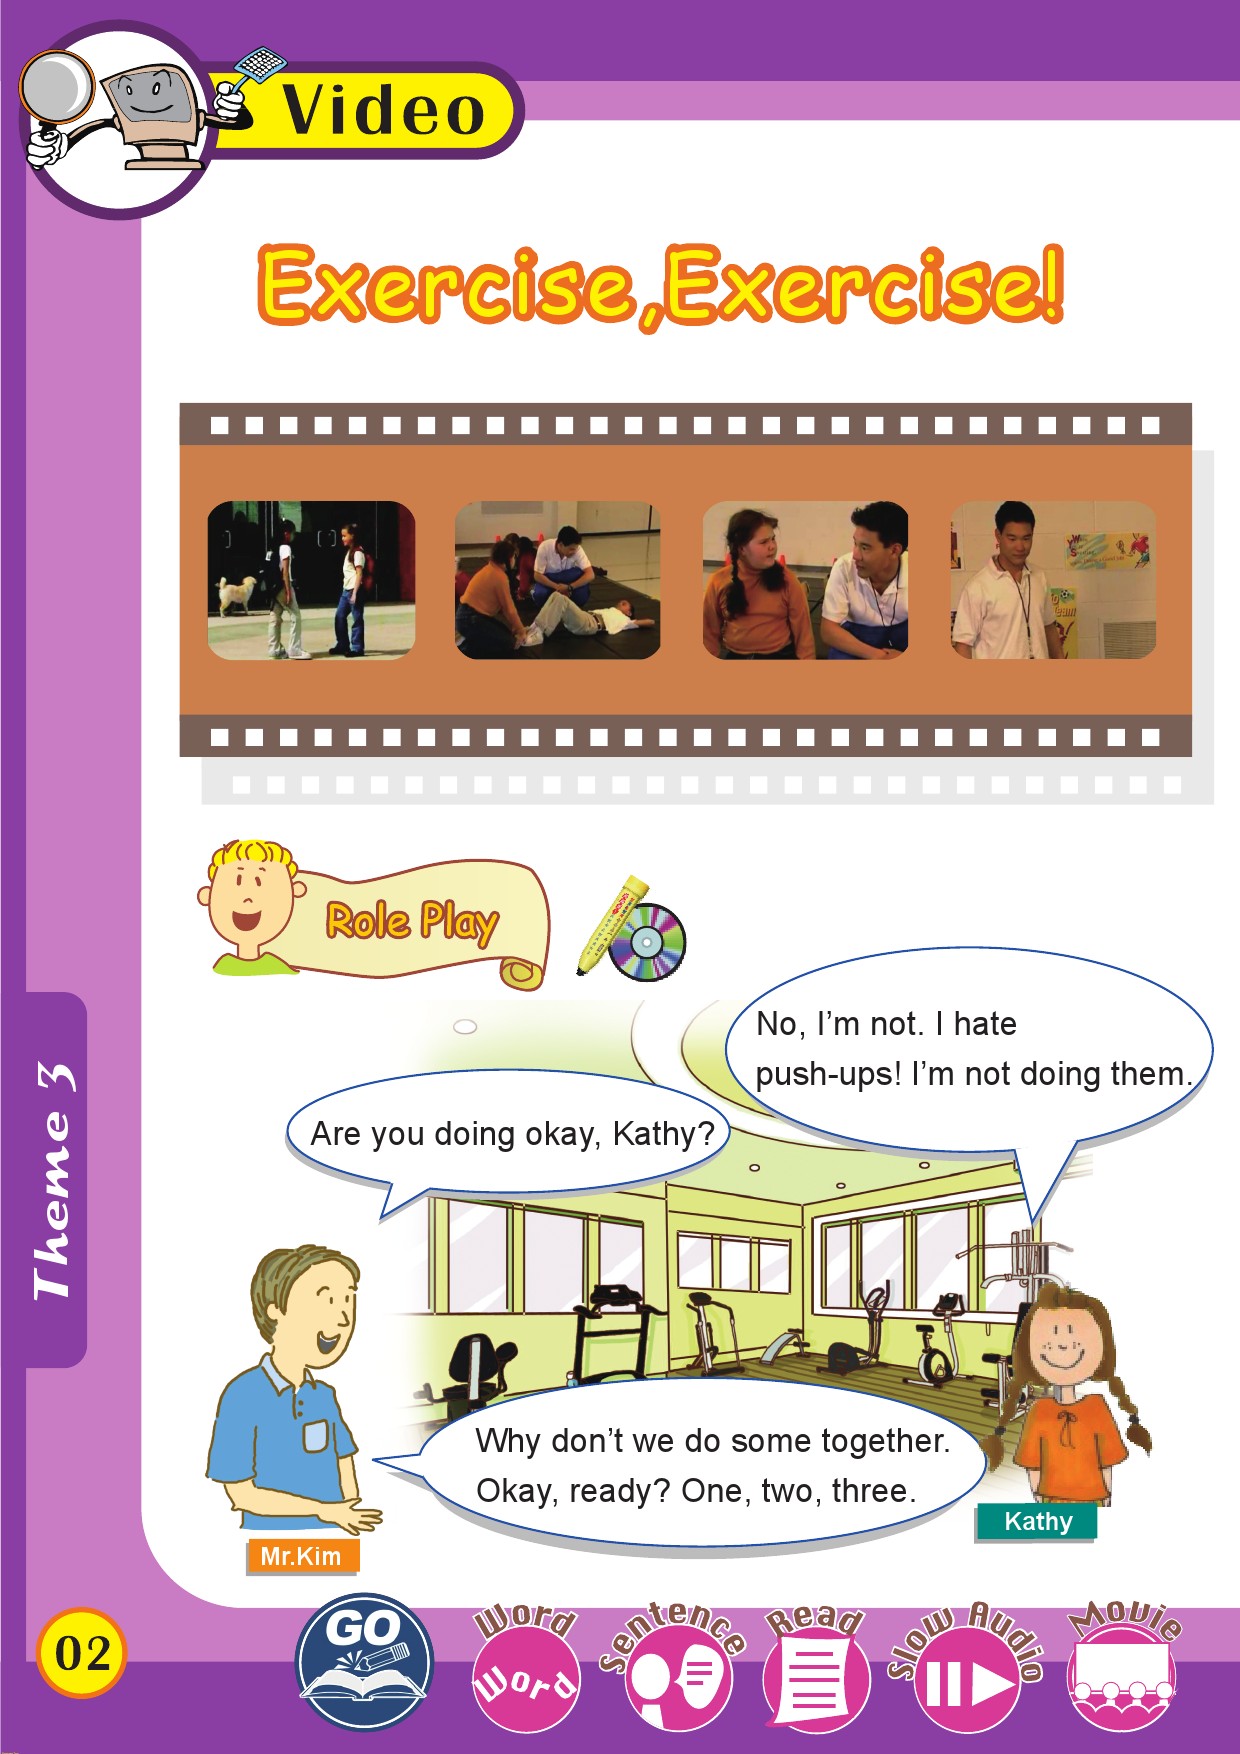 Video
Exercise, Exercise!
Role Play
No, I'm not. I hate
push-ups! I'm not doing them.
Are you doing okay, Kathy?
Why don't we do some together.
Okay, ready? One, two, three.
Kathy
Mr.Kim
Theme 3
02
GO
Word
Word
Sentence
Read
Slow Audio
Movie